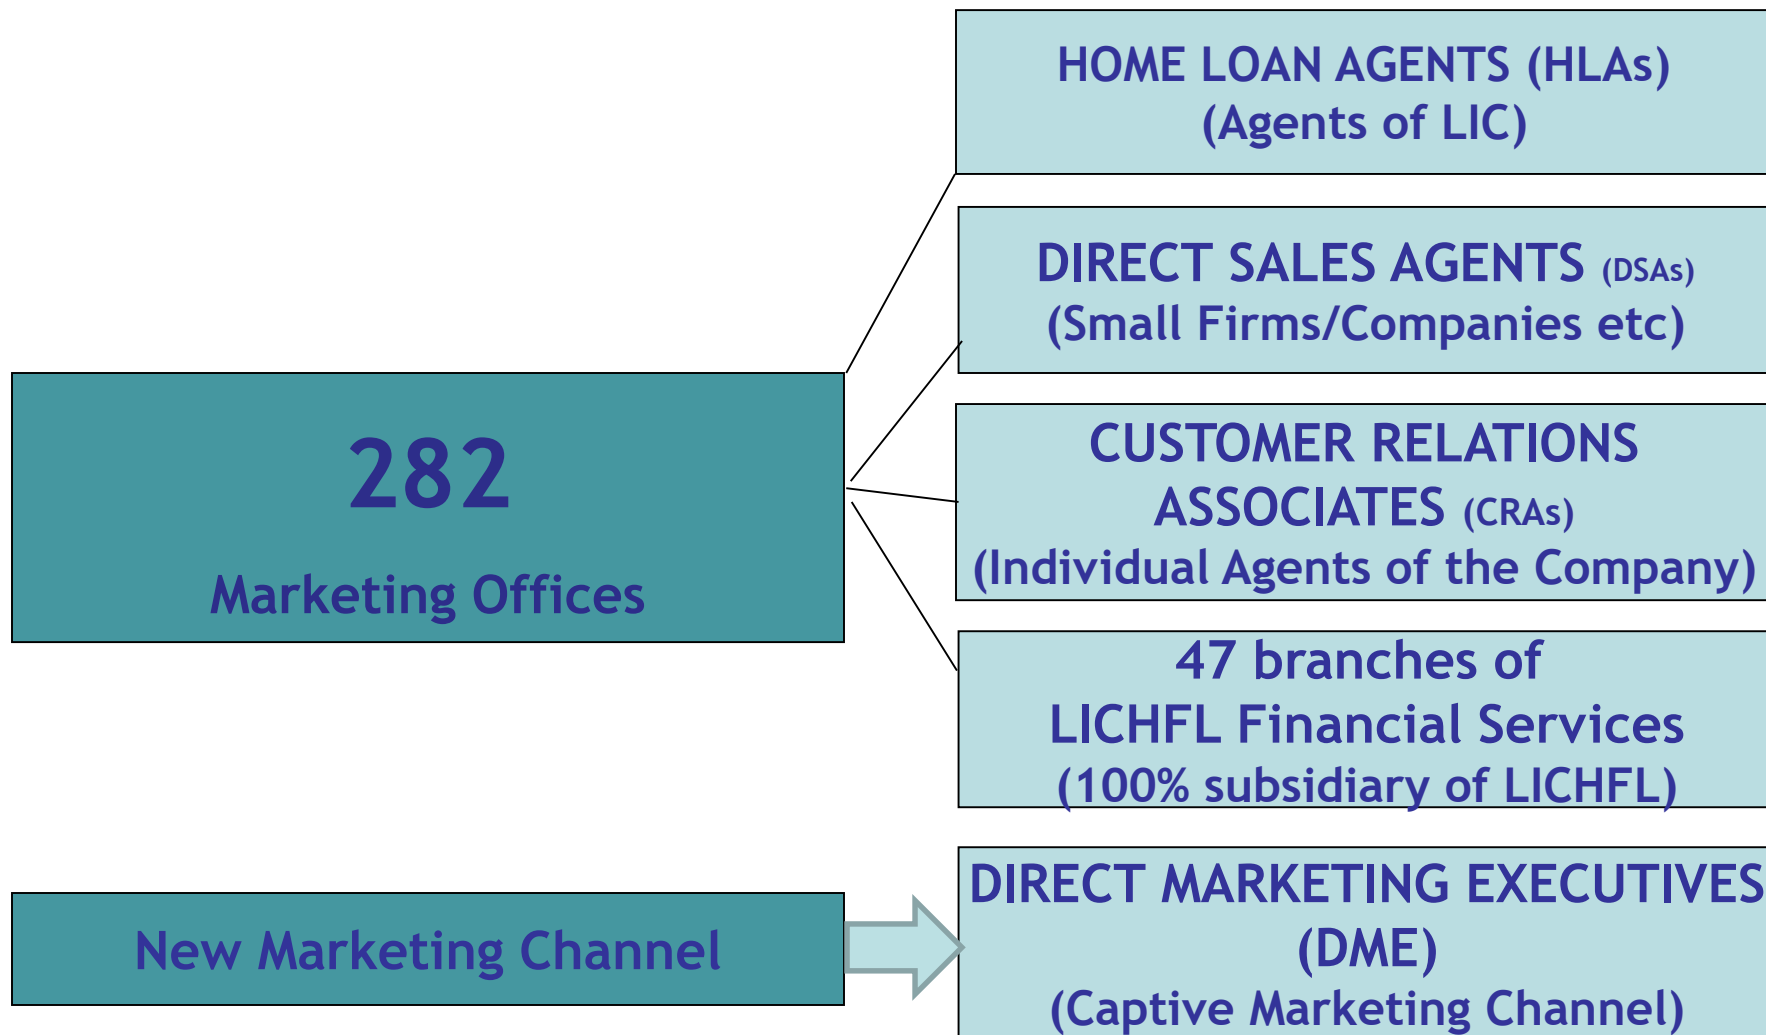 HOME LOAN AGENTS (HLAs)
(Agents of LIC)
DIRECT SALES AGENTS (DSAs)
(Small Firms/Companies etc)
282
Marketing Offices
CUSTOMER RELATIONS
ASSOCIATES (CRAs)
(Individual Agents of the Company)
47 branches of
LICHFL Financial Services
(100% subsidiary of LICHFL)
New Marketing Channel
DIRECT MARKETING EXECUTIVES
(DME)
(Captive Marketing Channel)